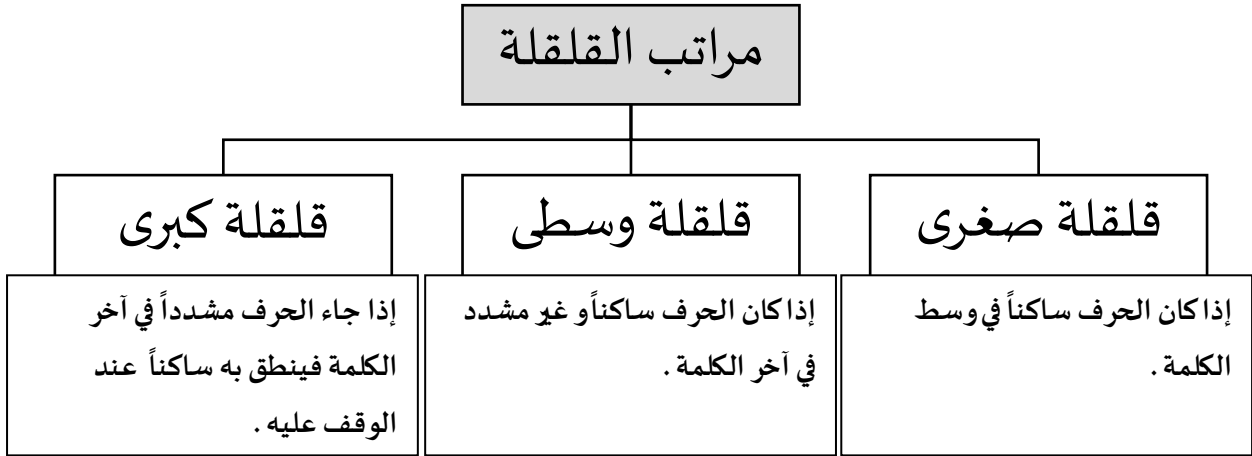 مراتب القلقلة
قلقلة صغرى
إذا كان الحرف ساكناً في وسط
الكلمة .
قلقلة وسطى
إذا كان الحرف ساكناً و غير مشدد
في آخر الكلمة .
قلقلة كبرى
إذا جاء الحرف مشدداً في آخر
الكلمة فينطق به ساكناً عند
الوقف عليه .